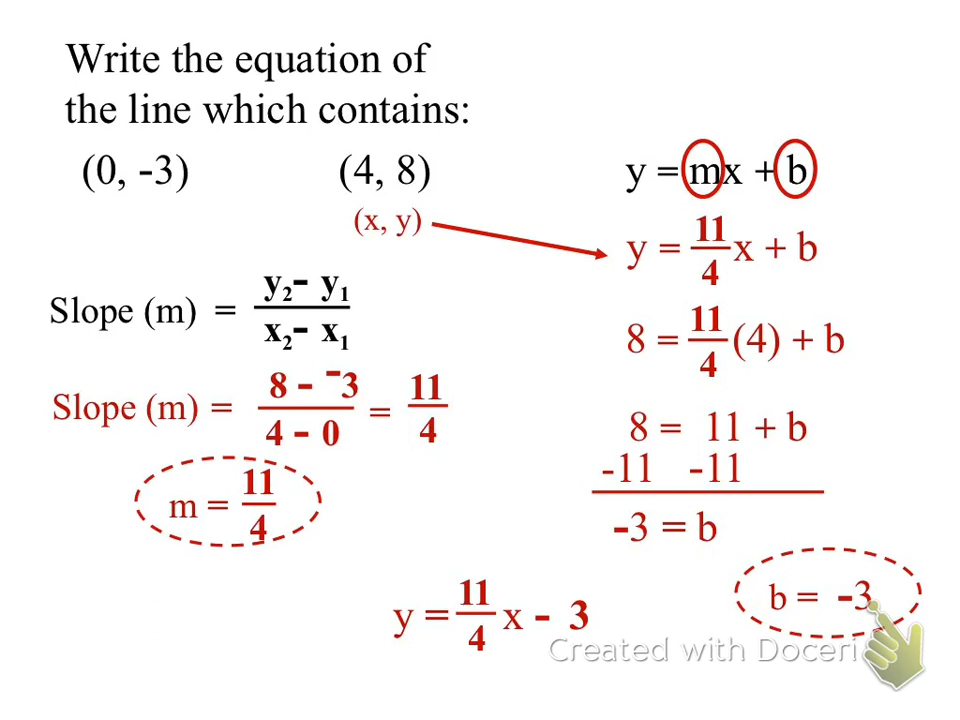 Write the equation of
the line which contains:
(0, -3) (4, 8)
(x, y)
Slope (m) = y₂- y₁ / x₂- x₁
Slope (m) = 8 - -3 / 4 - 0 = 11/4
m = 11/4
y = mx + b
y = 11/4 x + b
8 = 11/4 (4) + b
8 = 11 + b
-11 -11
-3 = b
b = -3
y = 11/4 x - 3
Created with Doceri